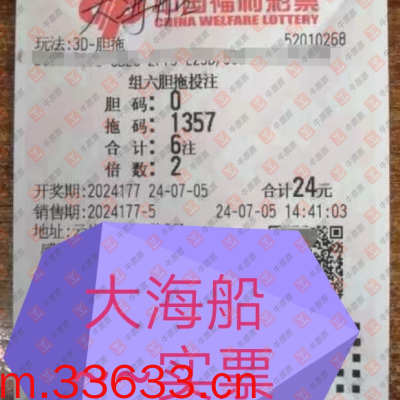 中国福利彩票
CHINA WELFARE LOTTERY
玩法:3D-胆拖
52010268
组六胆拖投注
胆 码: 0
拖 码: 1357
合 计: 6注
倍 数: 2
开奖期:2024177 24-07-05 合计24元
销售期:2024177-5 24-07-05 14:41:03
地址:
大海船
~~实票
m.33633.cn